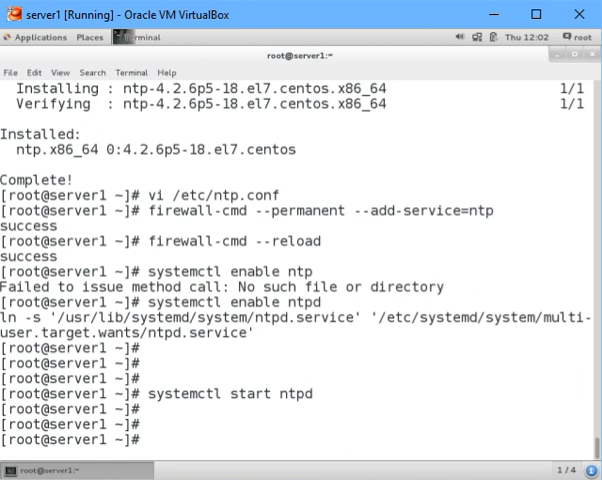 server1 [Running] - Oracle VM VirtualBox
Applications Places Terminal Thu 12:02 root
root@server1:~
File Edit View Search Terminal Help
Installing : ntp-4.2.6p5-18.el7.centos.x86_64 1/1
Verifying : ntp-4.2.6p5-18.el7.centos.x86_64 1/1
Installed:
ntp.x86_64 0:4.2.6p5-18.el7.centos
Complete!
[root@server1 ~]# vi /etc/ntp.conf
[root@server1 ~]# firewall-cmd --permanent --add-service=ntp
success
[root@server1 ~]# firewall-cmd --reload
success
[root@server1 ~]# systemctl enable ntp
Failed to issue method call: No such file or directory
[root@server1 ~]# systemctl enable ntpd
ln -s '/usr/lib/systemd/system/ntpd.service' '/etc/systemd/system/multi-
user.target.wants/ntpd.service'
[root@server1 ~]#
[root@server1 ~]#
[root@server1 ~]#
[root@server1 ~]# systemctl start ntpd
[root@server1 ~]#
[root@server1 ~]#
[root@server1 ~]#
root@server1:~ 1 / 4 1